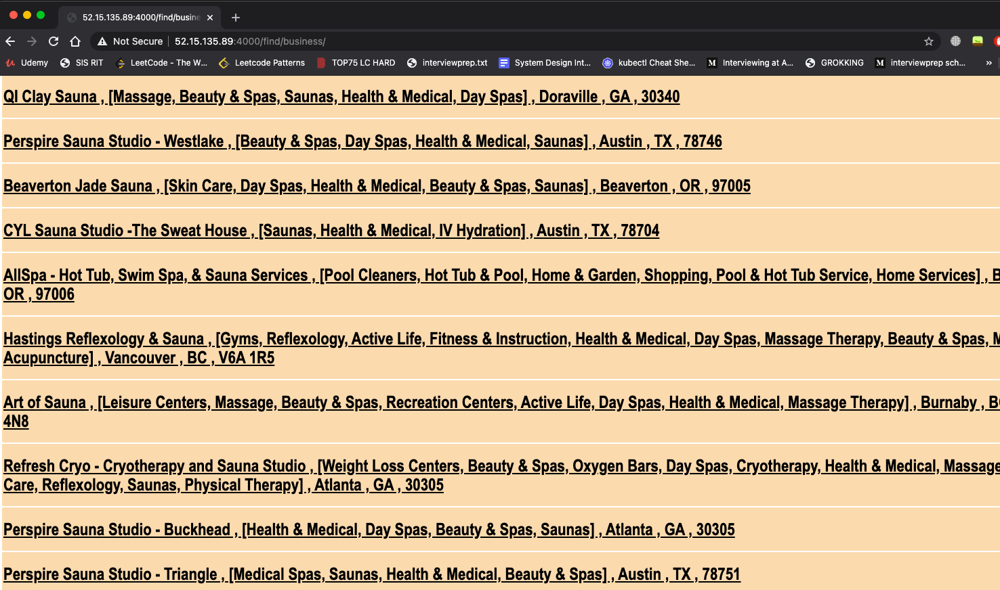 52.15.135.89:4000/find/busine
Not Secure 52.15.135.89:4000/find/business/
Udemy SIS RIT LeetCode - The W... Leetcode Patterns TOP75 LC HARD interviewprep.txt System Design Int... kubectl Cheat She... Interviewing at A... GROKKING interviewprep sch... »
QI Clay Sauna , [Massage, Beauty & Spas, Saunas, Health & Medical, Day Spas] , Doraville , GA , 30340
Perspire Sauna Studio - Westlake , [Beauty & Spas, Day Spas, Health & Medical, Saunas] , Austin , TX , 78746
Beaverton Jade Sauna , [Skin Care, Day Spas, Health & Medical, Beauty & Spas, Saunas] , Beaverton , OR , 97005
CYL Sauna Studio -The Sweat House , [Saunas, Health & Medical, IV Hydration] , Austin , TX , 78704
AllSpa - Hot Tub, Swim Spa, & Sauna Services , [Pool Cleaners, Hot Tub & Pool, Home & Garden, Shopping, Pool & Hot Tub Service, Home Services] ,
OR , 97006
Hastings Reflexology & Sauna , [Gyms, Reflexology, Active Life, Fitness & Instruction, Health & Medical, Day Spas, Massage Therapy, Beauty & Spas,
Acupuncture] , Vancouver , BC , V6A 1R5
Art of Sauna , [Leisure Centers, Massage, Beauty & Spas, Recreation Centers, Active Life, Day Spas, Health & Medical, Massage Therapy] , Burnaby ,
4N8
Refresh Cryo - Cryotherapy and Sauna Studio , [Weight Loss Centers, Beauty & Spas, Oxygen Bars, Day Spas, Cryotherapy, Health & Medical, Massage
Care, Reflexology, Saunas, Physical Therapy] , Atlanta , GA , 30305
Perspire Sauna Studio - Buckhead , [Health & Medical, Day Spas, Beauty & Spas, Saunas] , Atlanta , GA , 30305
Perspire Sauna Studio - Triangle , [Medical Spas, Saunas, Health & Medical, Beauty & Spas] , Austin , TX , 78751